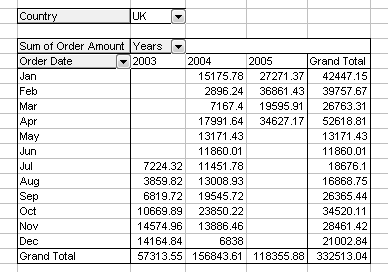 Country UK
Sum of Order Amount Years
Order Date 2003 2004 2005 Grand Total
Jan 15175.78 27271.37 42447.15
Feb 2896.24 36861.43 39757.67
Mar 7167.4 19595.91 26763.31
Apr 17991.64 34627.17 52618.81
May 13171.43 13171.43
Jun 11860.01 11860.01
Jul 7224.32 11451.78 18676.1
Aug 3859.82 13008.93 16868.75
Sep 6819.72 19545.72 26365.44
Oct 10669.89 23850.22 34520.11
Nov 14574.96 13886.46 28461.42
Dec 14164.84 6838 21002.84
Grand Total 57313.55 156843.61 118355.88 332513.04